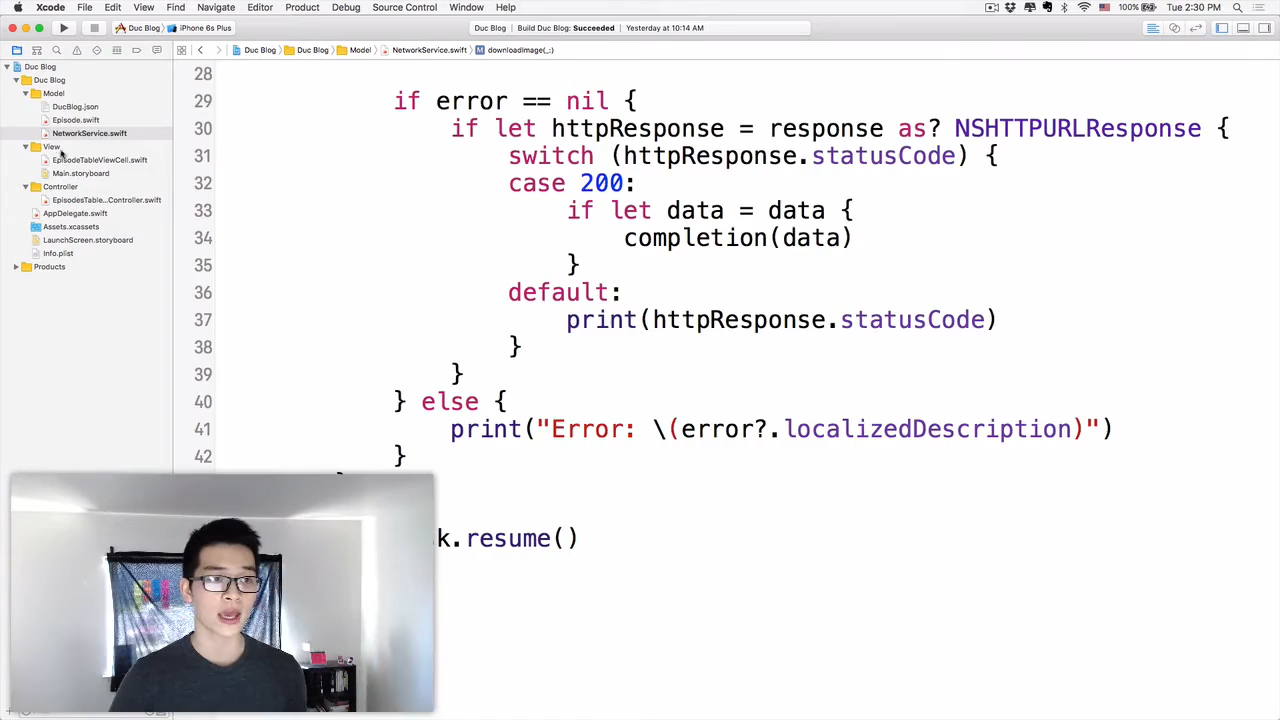 Xcode File Edit View Find Navigate Editor Product Debug Source Control Window Help 100% Tue 2:30 PM
Duc Blog iPhone 6s Plus Duc Blog Build Duc Blog: Succeeded Yesterday at 10:14 AM
Duc Blog Duc Blog Model NetworkService.swift M downloadImage(_:)
Duc Blog
Duc Blog
Model
DucBlog.json
Episode.swift
NetworkService.swift
View
EpisodeTableViewCell.swift
Main.storyboard
Controller
EpisodesTable...Controller.swift
AppDelegate.swift
Assets.xcassets
LaunchScreen.storyboard
Info.plist
Products
28
29 if error == nil {
30 if let httpResponse = response as? NSHTTPURLResponse {
31 switch (httpResponse.statusCode) {
32 case 200:
33 if let data = data {
34 completion(data)
35 }
36 default:
37 print(httpResponse.statusCode)
38 }
39 }
40 } else {
41 print("Error: \(error?.localizedDescription)")
42 }
k.resume()